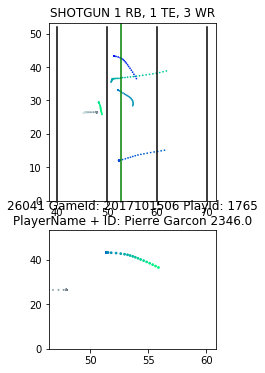 SHOTGUN 1 RB, 1 TE, 3 WR
50
40
30
20
10
0
40 50 60 70
26041 GameId: 2017101506 PlayId: 1765
PlayerName + ID: Pierre Garcon 2346.0
40
20
0
50 55 60